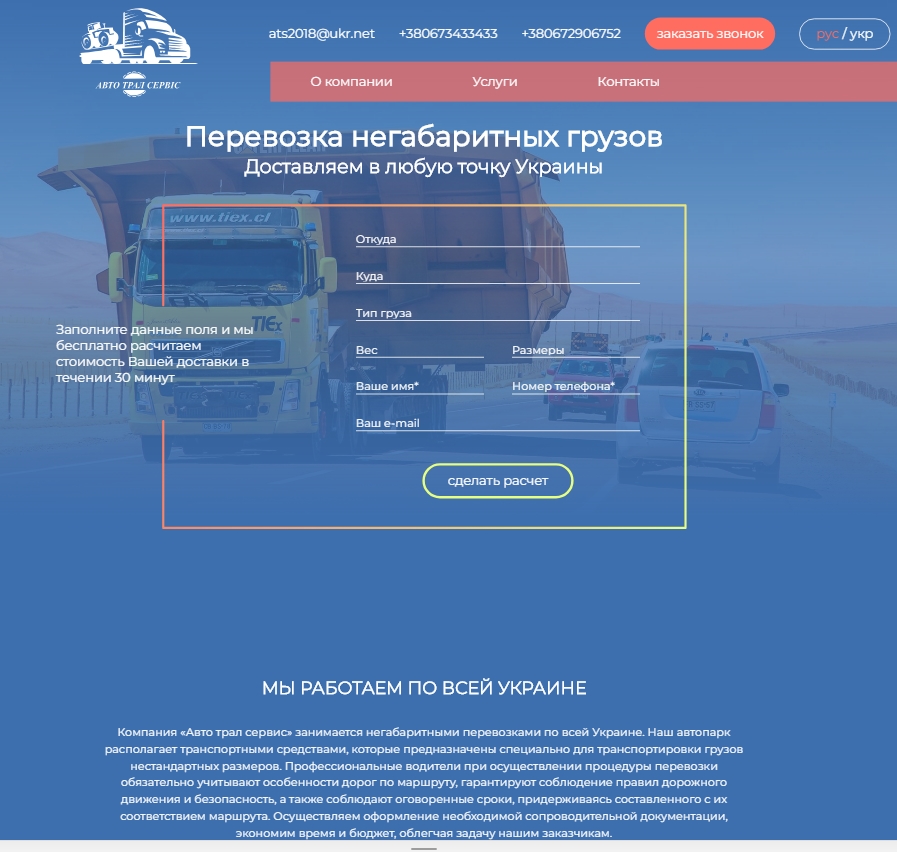 ats2018@ukr.net +380673433433 +380672906752 заказать звонок рус / укр
АВТО ТРАЛ СЕРВІС
О компании Услуги Контакты
Перевозка негабаритных грузов
Доставляем в любую точку Украины
www.tiex.cl
Откуда
Куда
Тип груза
Заполните данные поля и мы
бесплатно расчитаем
стоимость Вашей доставки в
течении 30 минут
TIEx
Вес Размеры
Ваше имя* Номер телефона*
Ваш e-mail
сделать расчет
МЫ РАБОТАЕМ ПО ВСЕЙ УКРАИНЕ
Компания «Авто трал сервис» занимается негабаритными перевозками по всей Украине. Наш автопарк
располагает транспортными средствами, которые предназначены специально для транспортировки грузов
нестандартных размеров. Профессиональные водители при осуществлении процедуры перевозки
обязательно учитывают особенности дорог по маршруту, гарантируют соблюдение правил дорожного
движения и безопасность, а также соблюдают оговоренные сроки, придерживаясь составленного с их
соответствием маршрута. Осуществляем оформление необходимой сопроводительной документации,
экономим время и бюджет, облегчая задачу нашим заказчикам.